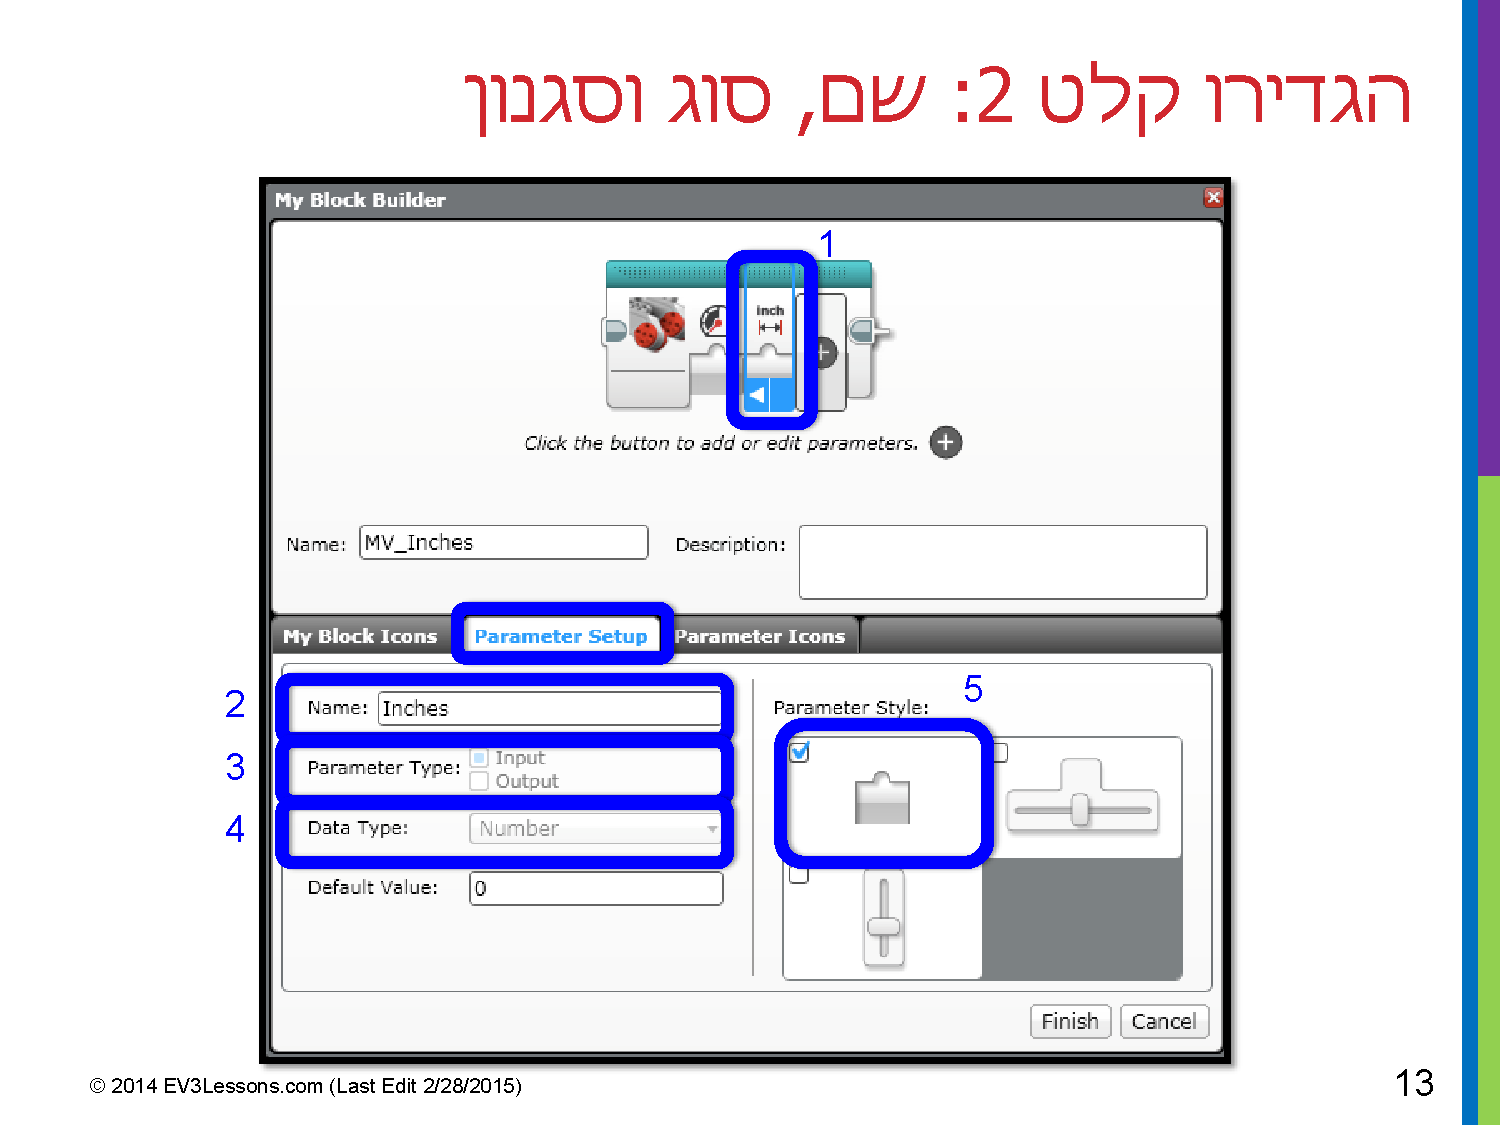 הגדירו קלט 2: שם, סוג וסגנון
My Block Builder
1
inch
Click the button to add or edit parameters.
Name: MV_Inches Description:
My Block Icons Parameter Setup Parameter Icons
2 Name: Inches
3 Parameter Type: Input
Output
4 Data Type: Number
Default Value: 0
5
Parameter Style:
Finish Cancel
© 2014 EV3Lessons.com (Last Edit 2/28/2015)
13